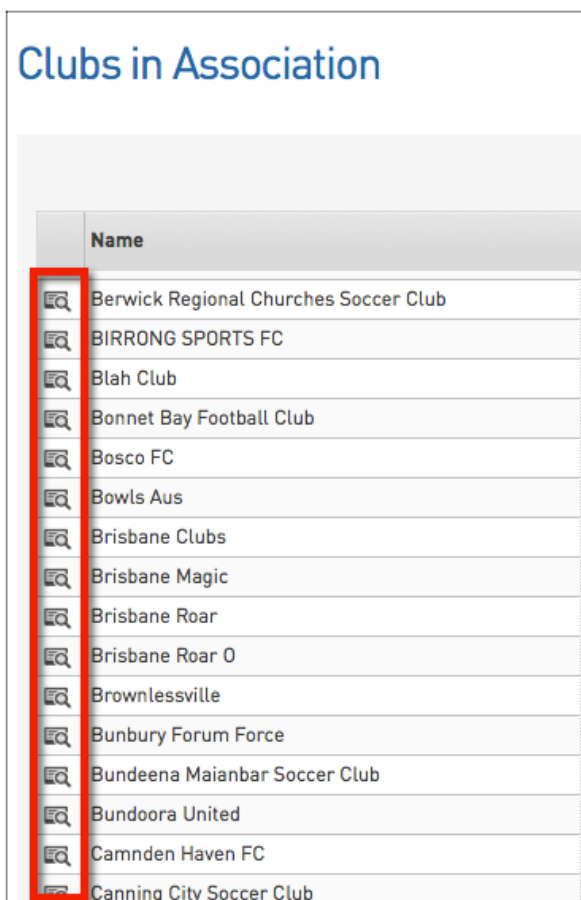 Clubs in Association
Name
Berwick Regional Churches Soccer Club
BIRRONG SPORTS FC
Blah Club
Bonnet Bay Football Club
Bosco FC
Bowls Aus
Brisbane Clubs
Brisbane Magic
Brisbane Roar
Brisbane Roar O
Brownlessville
Bunbury Forum Force
Bundeena Maianbar Soccer Club
Bundoora United
Camnden Haven FC
Canning City Soccer Club